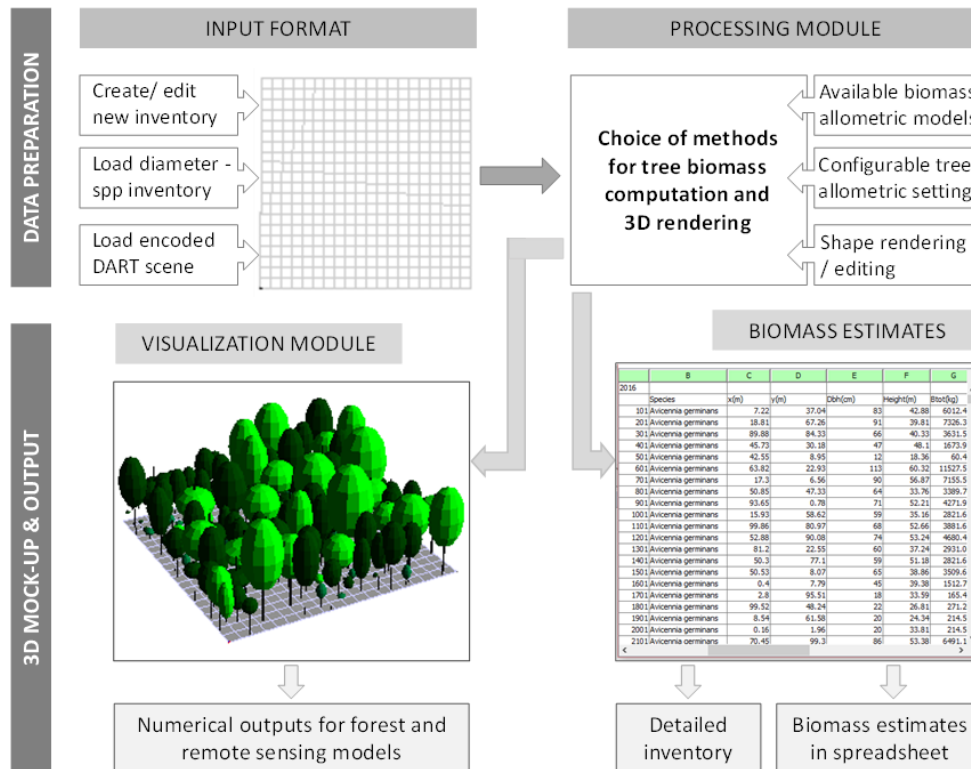 DATA PREPARATION
INPUT FORMAT
Create/ edit
new inventory
Load diameter -
spp inventory
Load encoded
DART scene
PROCESSING MODULE
Choice of methods
for tree biomass
computation and
3D rendering
Available biomass
allometric models
Configurable tree
allometric setting
Shape rendering
/ editing
3D MOCK-UP & OUTPUT
VISUALIZATION MODULE
Numerical outputs for forest and
remote sensing models
BIOMASS ESTIMATES
B C D E F G
2016
Species x(m) y(m) Dbh(cm) Height(m) Btot(kg)
101 Avicennia germinans 7.22 37.04 83 42.88 6012.4
201 Avicennia germinans 18.81 67.26 91 39.81 7326.3
301 Avicennia germinans 89.88 84.33 66 40.33 3631.5
401 Avicennia germinans 45.73 30.18 47 48.1 1673.9
501 Avicennia germinans 42.55 8.95 12 18.36 60.4
601 Avicennia germinans 63.82 22.93 113 60.32 11527.5
701 Avicennia germinans 17.3 6.56 90 56.87 7155.5
801 Avicennia germinans 50.85 47.33 64 33.76 3389.7
901 Avicennia germinans 93.65 0.78 71 52.21 4271.9
1001 Avicennia germinans 15.93 58.62 59 35.16 2821.6
1101 Avicennia germinans 99.86 80.97 68 52.66 3881.6
1201 Avicennia germinans 52.88 90.08 74 53.24 4680.4
1301 Avicennia germinans 81.2 22.55 60 37.24 2931.0
1401 Avicennia germinans 50.3 77.1 59 51.18 2821.6
1501 Avicennia germinans 50.53 8.07 65 38.86 3509.6
1601 Avicennia germinans 0.4 7.79 45 39.38 1512.7
1701 Avicennia germinans 2.8 95.51 18 33.59 165.4
1801 Avicennia germinans 99.52 48.24 22 26.81 271.2
1901 Avicennia germinans 8.54 61.58 20 24.34 214.5
2001 Avicennia germinans 0.16 1.96 20 33.81 214.5
2101 Avicennia germinans 70.45 99.3 86 53.38 6491.1
Detailed
inventory
Biomass estimates
in spreadsheet